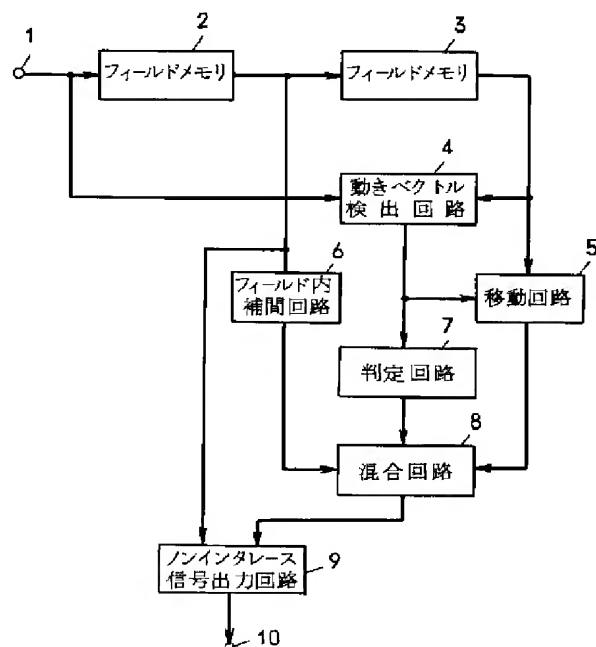 1
2
フィールドメモリ
3
フィールドメモリ
4
動きベクトル
検出回路
5
移動回路
6
フィールド内
補間回路
7
判定回路
8
混合回路
ノンインタレース
信号出力回路
9
10